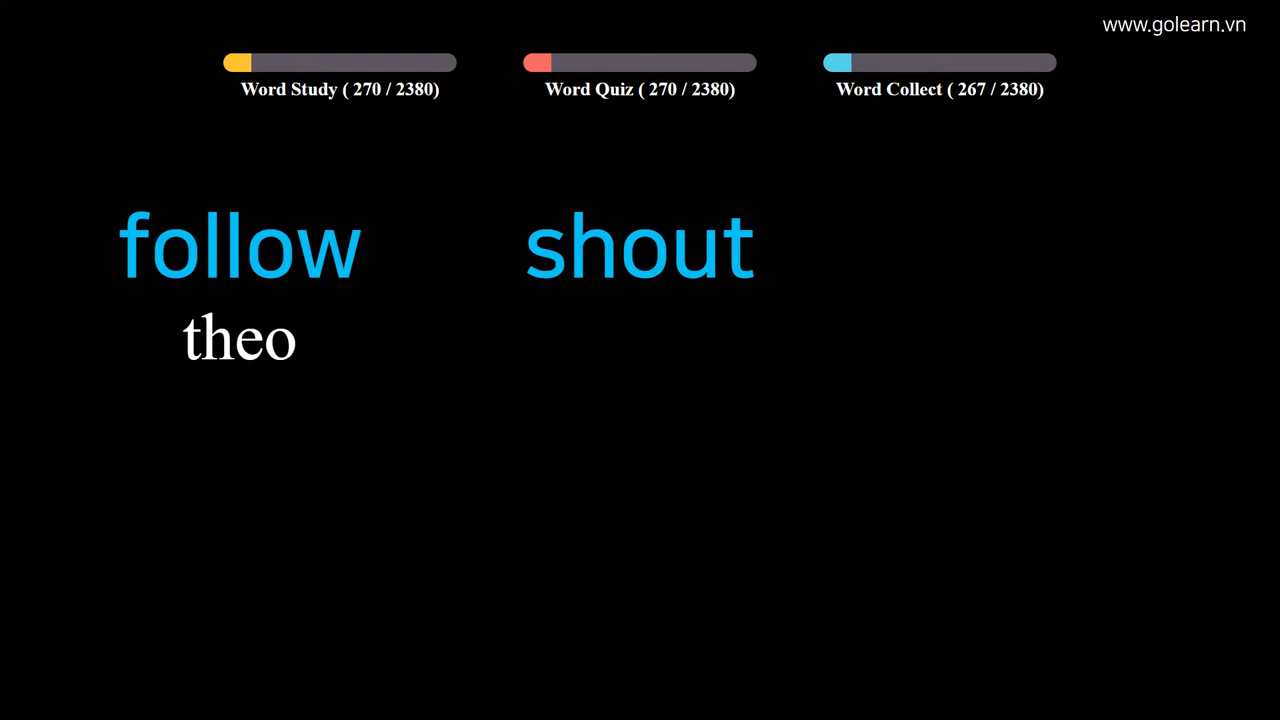 www.golearn.vn
Word Study ( 270 / 2380)
Word Quiz ( 270 / 2380)
Word Collect ( 267 / 2380)
follow
shout
theo